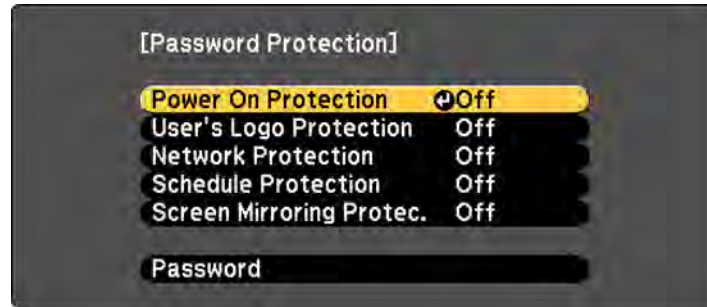 [Password Protection]
Power On Protection Off
User's Logo Protection Off
Network Protection Off
Schedule Protection Off
Screen Mirroring Protec. Off
Password